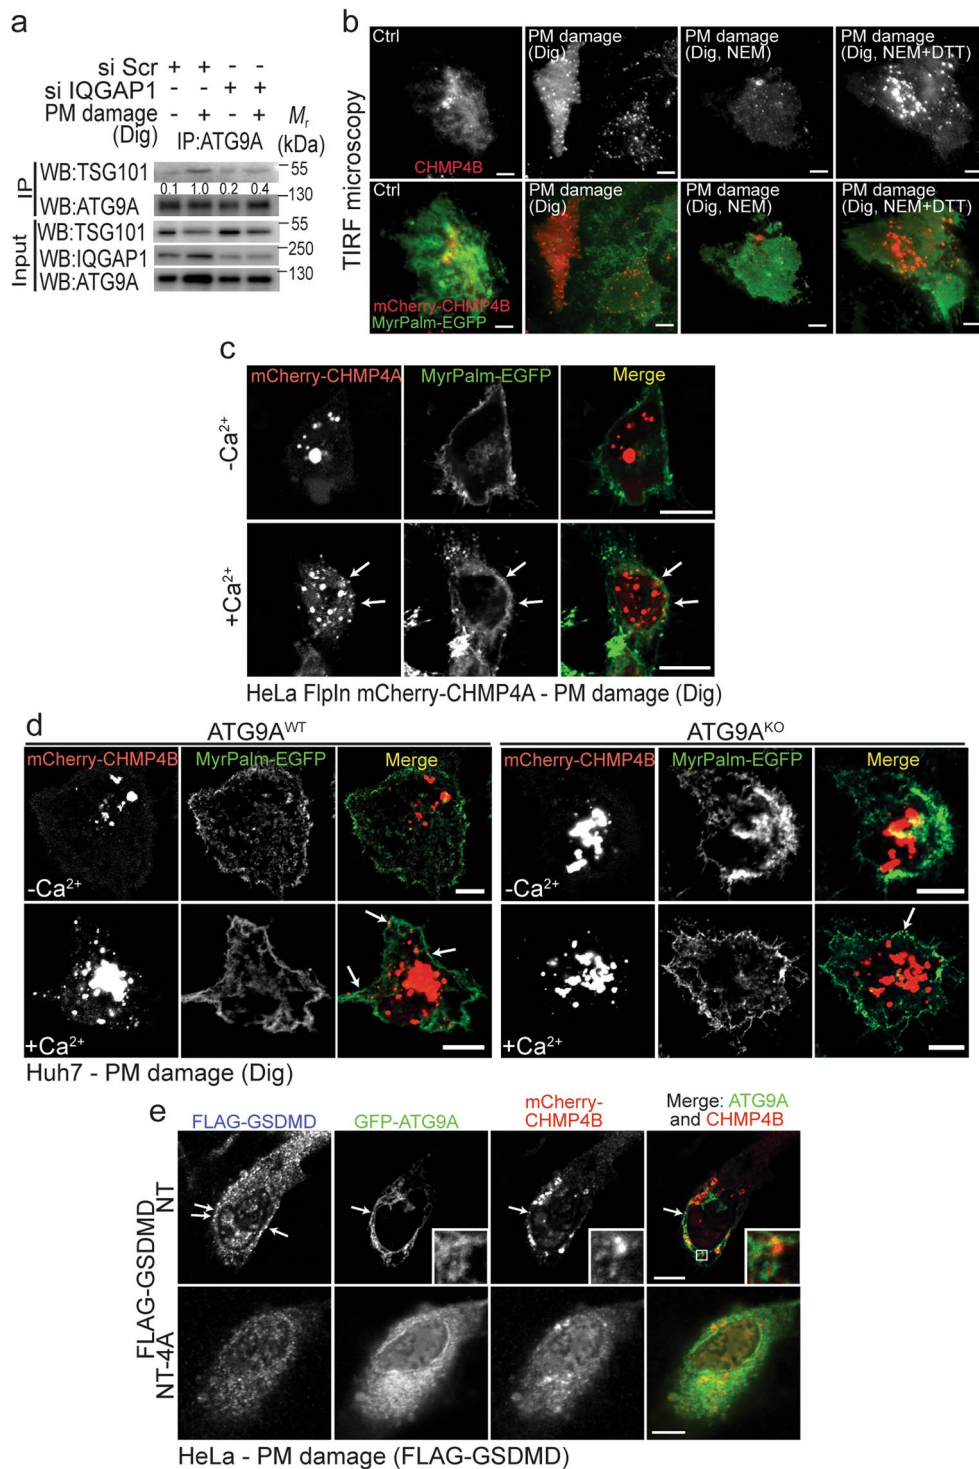 a
si Scr + + - -
si IQGAP1 - - + +
PM damage - + - +
(Dig)
IP:ATG9A
Mr
(kDa)
IP
WB:TSG101
55
0.1 1.0 0.2 0.4
130
WB:ATG9A
Input
WB:TSG101
55
250
WB:IQGAP1
130
WB:ATG9A
b
TIRF microscopy
Ctrl
CHMP4B
PM damage
(Dig)
PM damage
(Dig, NEM)
PM damage
(Dig, NEM+DTT)
Ctrl
mCherry-CHMP4B
MyrPalm-EGFP
PM damage
(Dig)
PM damage
(Dig, NEM)
PM damage
(Dig, NEM+DTT)
c
mCherry-CHMP4A
MyrPalm-EGFP
Merge
-Ca2+
+Ca2+
HeLa FlpIn mCherry-CHMP4A - PM damage (Dig)
d
ATG9AWT
mCherry-CHMP4B
MyrPalm-EGFP
Merge
-Ca2+
+Ca2+
ATG9AKO
mCherry-CHMP4B
MyrPalm-EGFP
Merge
-Ca2+
+Ca2+
Huh7 - PM damage (Dig)
e
FLAG-GSDMD
GFP-ATG9A
mCherry-
CHMP4B
Merge: ATG9A
and CHMP4B
FLAG-GSDMD
NT
NT-4A
HeLa - PM damage (FLAG-GSDMD)